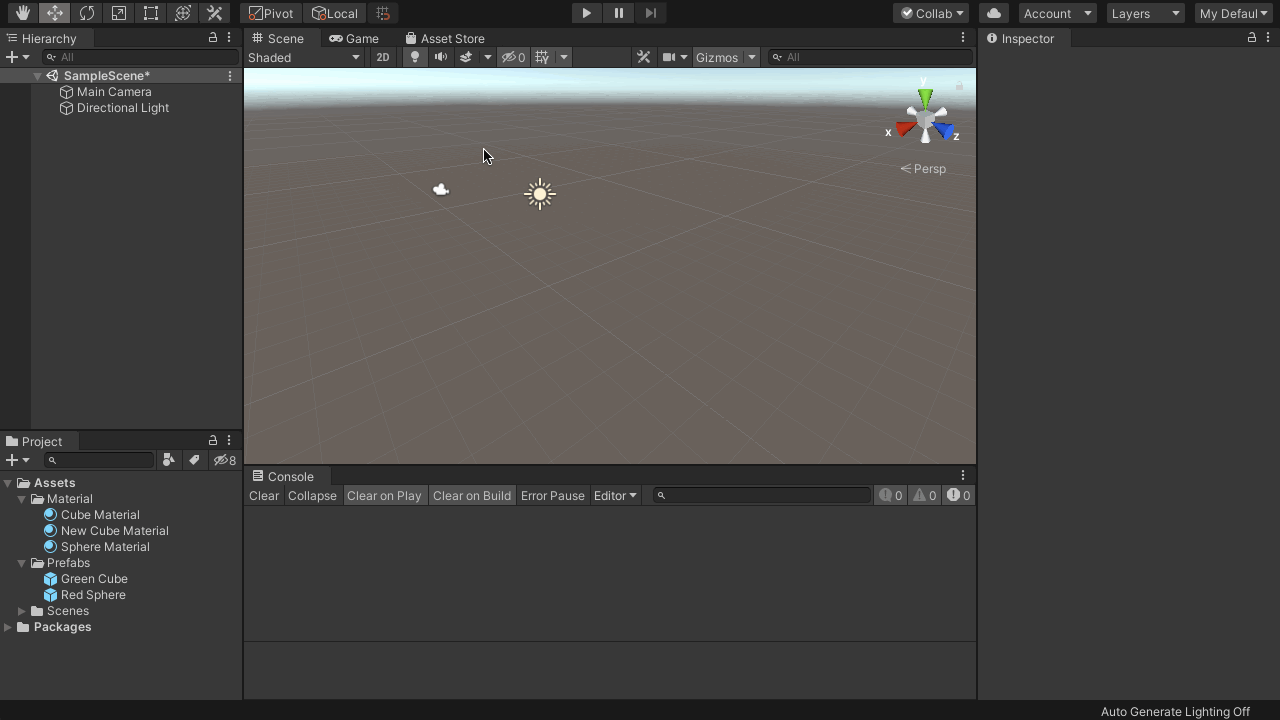 Pivot Local Collab Account Layers My Defaul
Hierarchy
All
SampleScene*
Main Camera
Directional Light
Scene Game Asset Store
Shaded 2D 0 Gizmos All
y
x z
Persp
Inspector
Project
8
Assets
Material
Cube Material
New Cube Material
Sphere Material
Prefabs
Green Cube
Red Sphere
Scenes
Packages
Console
Clear Collapse Clear on Play Clear on Build Error Pause Editor 0 0 0
Auto Generate Lighting Off